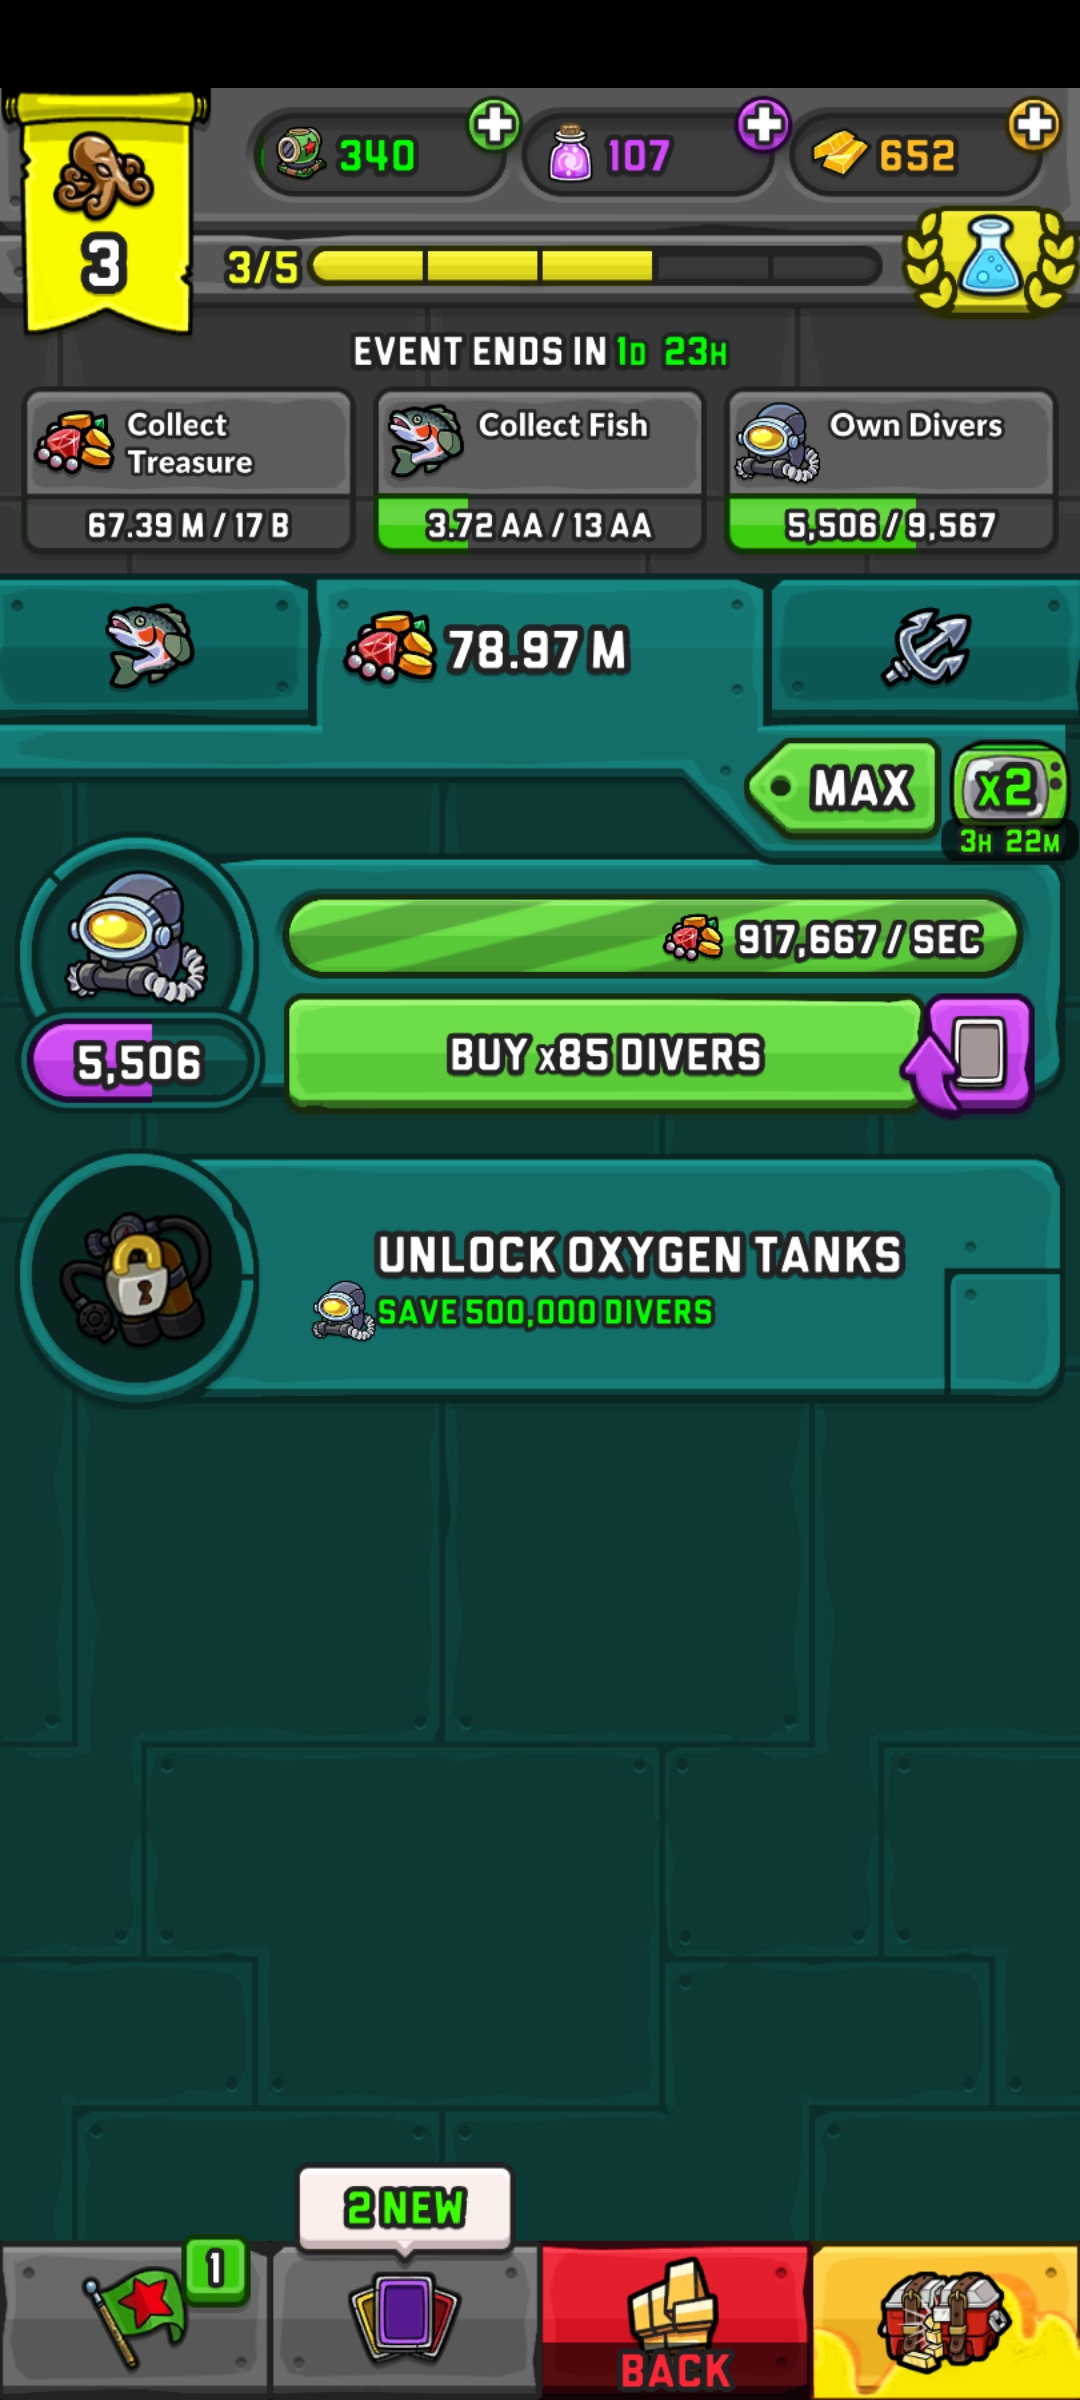 340
107
652
3
3/5
EVENT ENDS IN 1D 23H
Collect
Treasure
67.39 M / 17 B
Collect Fish
3.72 AA / 13 AA
Own Divers
5,506 / 9,567
78.97 M
MAX
x2
3H 22M
917,667 / SEC
5,506
BUY x85 DIVERS
UNLOCK OXYGEN TANKS
SAVE 500,000 DIVERS
2 NEW
1
BACK